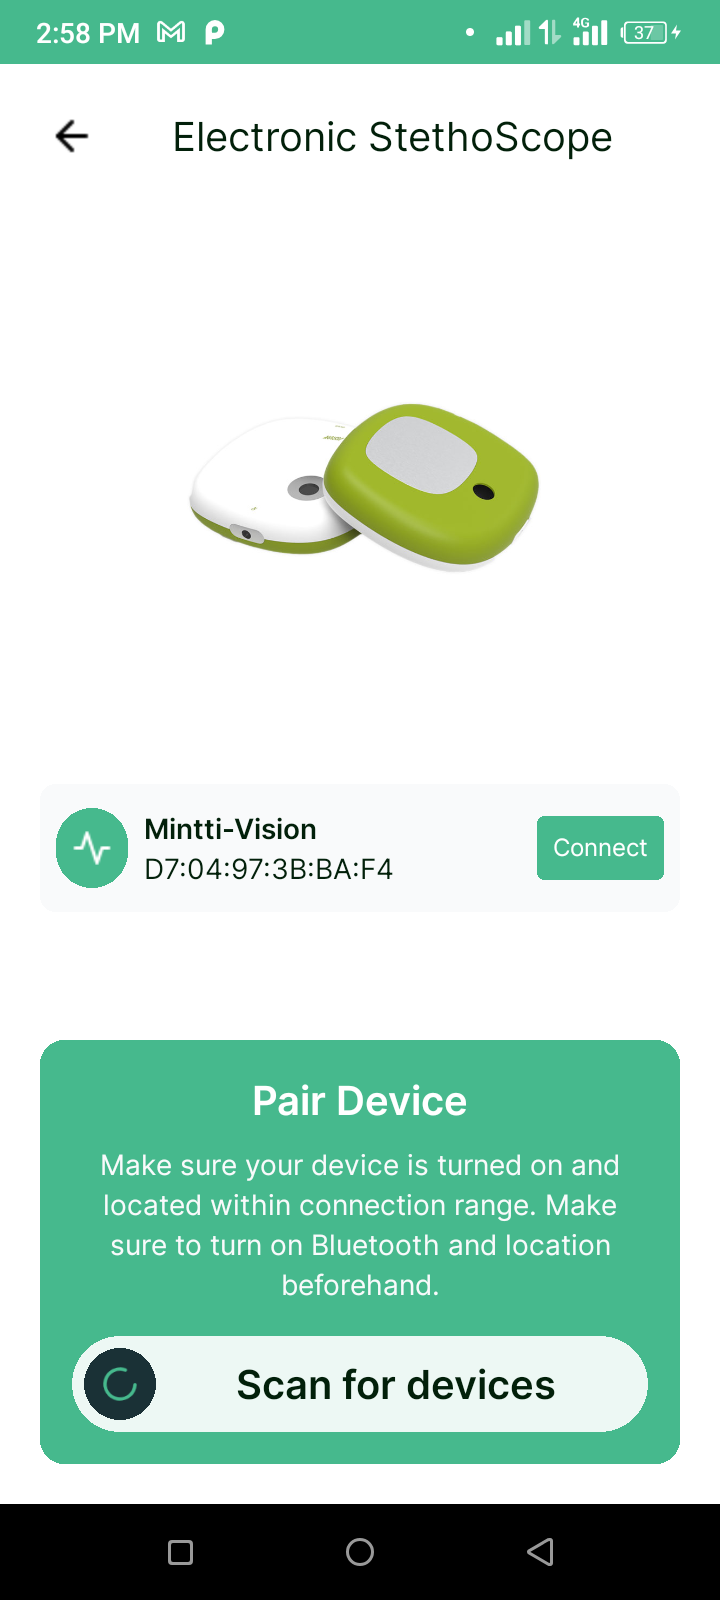 2:58 PM
4G
37
Electronic StethoScope
Mintti-Vision
D7:04:97:3B:BA:F4
Connect
Pair Device
Make sure your device is turned on and
located within connection range. Make
sure to turn on Bluetooth and location
beforehand.
Scan for devices